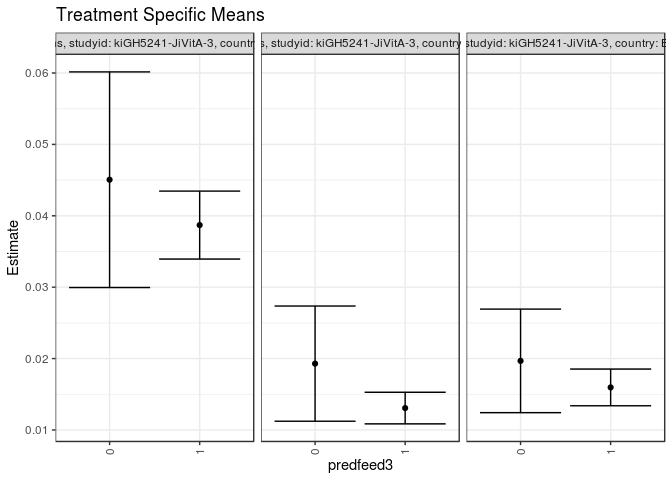 Treatment Specific Means
s, studyid: kiGH5241-JiVitA-3, country
s, studyid: kiGH5241-JiVitA-3, country
studyid: kiGH5241-JiVitA-3, country:
0.06
0.05
0.04
0.03
0.02
0.01
Estimate
0 1 0 1 0 1
predfeed3